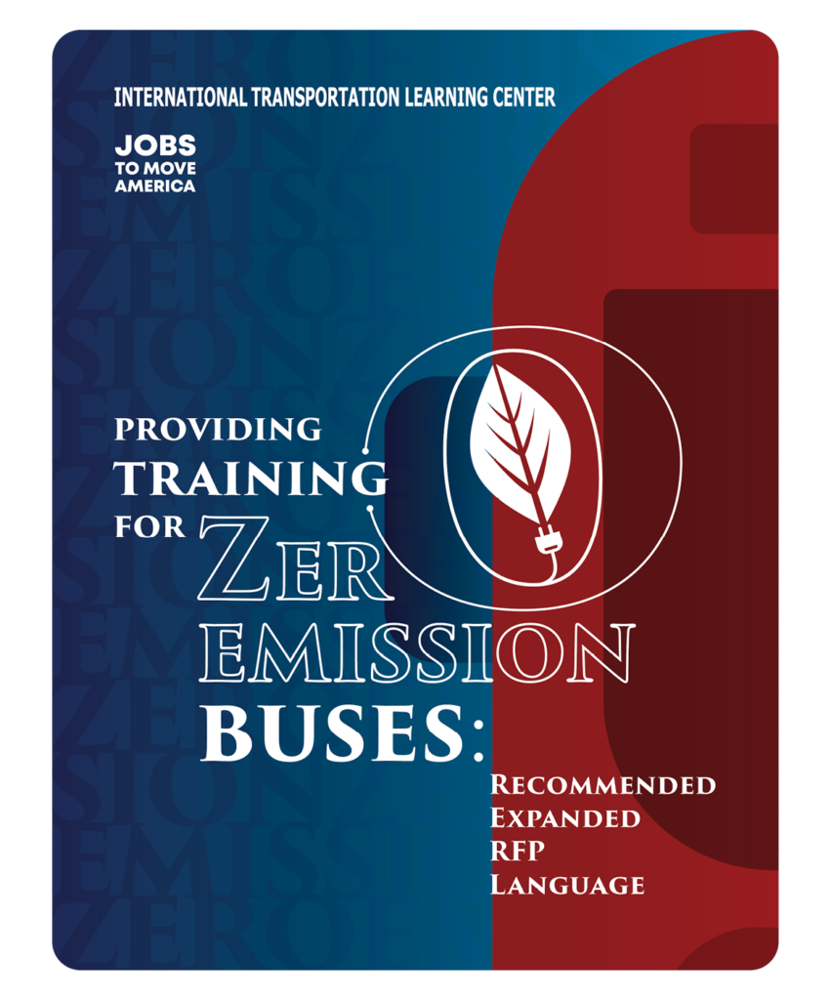 INTERNATIONAL TRANSPORTATION LEARNING CENTER
JOBS
TO MOVE
AMERICA
PROVIDING
TRAINING
FOR ZERO
EMISSION
BUSES:
RECOMMENDED
EXPANDED
RFP
LANGUAGE